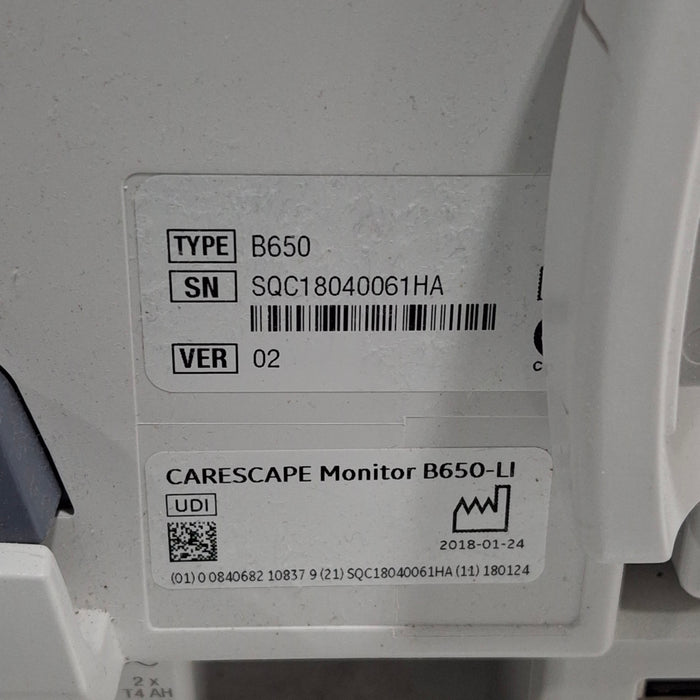 TYPE B650
SN SQC18040061HA
VER 02
C
CARESCAPE Monitor B650-LI
UDI
2018-01-24
(01) 0 0840682 10837 9 (21) SQC18040061HA (11) 180124
2 x
T4 AH